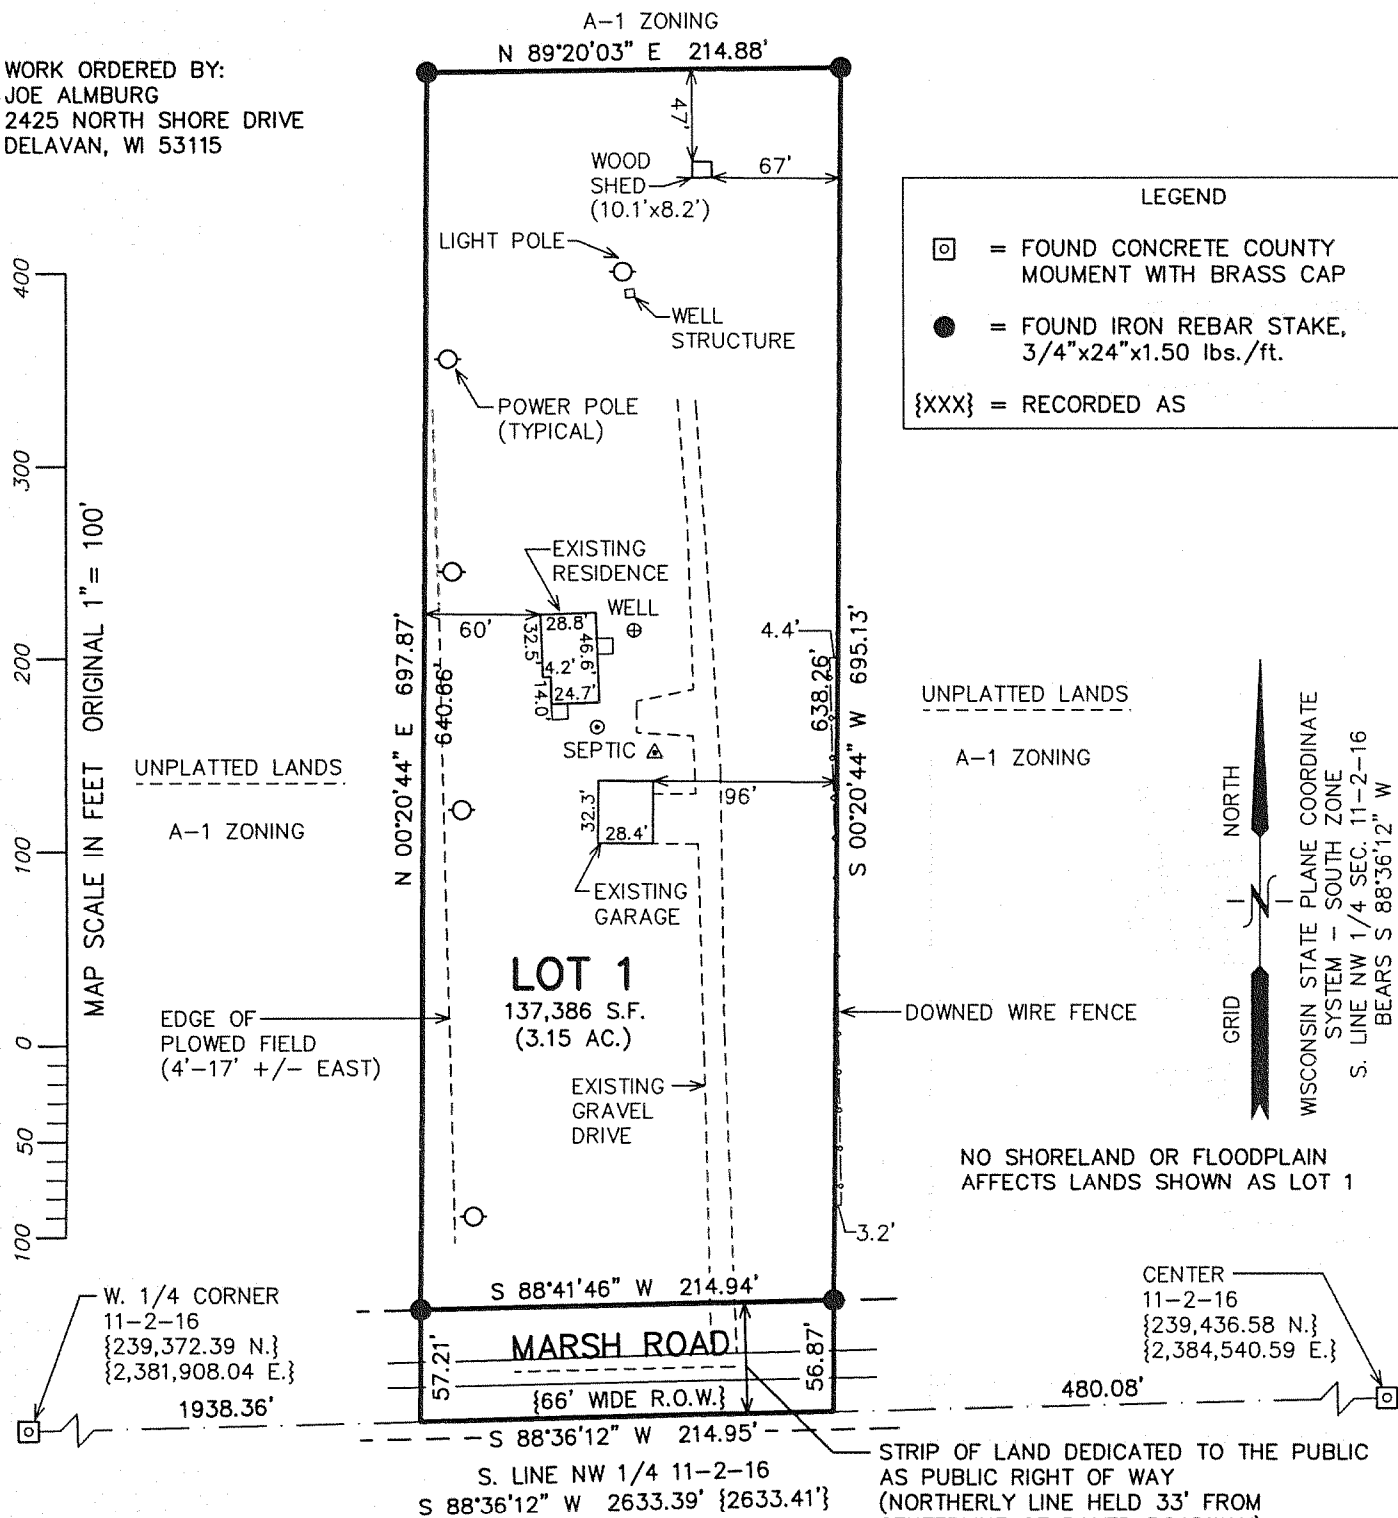 A-1 ZONING
N 89°20'03" E 214.88'
WORK ORDERED BY:
JOE ALMBURG
2425 NORTH SHORE DRIVE
DELAVAN, WI 53115
47'
WOOD
SHED
(10.1'x8.2')
67'
LEGEND
= FOUND CONCRETE COUNTY
MOUMENT WITH BRASS CAP
= FOUND IRON REBAR STAKE,
3/4"x24"x1.50 lbs./ft.
{XXX} = RECORDED AS
LIGHT POLE
WELL
STRUCTURE
POWER POLE
(TYPICAL)
400
300
200
100
0
50
100
MAP SCALE IN FEET ORIGINAL 1" = 100'
EXISTING
RESIDENCE
WELL
60'
28.8'
32.5'
46.6'
4.2'
24.7'
14.0'
SEPTIC
N 00°20'44" E 697.87'
640.66'
4.4'
638.26'
S 00°20'44" W 695.13'
UNPLATTED LANDS
A-1 ZONING
UNPLATTED LANDS
A-1 ZONING
96'
32.3'
28.4'
EXISTING
GARAGE
LOT 1
137,386 S.F.
(3.15 AC.)
EDGE OF
PLOWED FIELD
(4'-17' +/- EAST)
EXISTING
GRAVEL
DRIVE
DOWNED WIRE FENCE
GRID NORTH
WISCONSIN STATE PLANE COORDINATE
SYSTEM - SOUTH ZONE
S. LINE NW 1/4 SEC. 11-2-16
BEARS S 88°36'12" W
NO SHORELAND OR FLOODPLAIN
AFFECTS LANDS SHOWN AS LOT 1
3.2'
S 88°41'46" W 214.94'
W. 1/4 CORNER
11-2-16
{239,372.39 N.}
{2,381,908.04 E.}
CENTER
11-2-16
{239,436.58 N.}
{2,384,540.59 E.}
57.21'
MARSH ROAD
56.87'
{66' WIDE R.O.W.}
1938.36'
480.08'
S 88°36'12" W 214.95'
S. LINE NW 1/4 11-2-16
S 88°36'12" W 2633.39' {2633.41'}
STRIP OF LAND DEDICATED TO THE PUBLIC
AS PUBLIC RIGHT OF WAY
(NORTHERLY LINE HELD 33' FROM